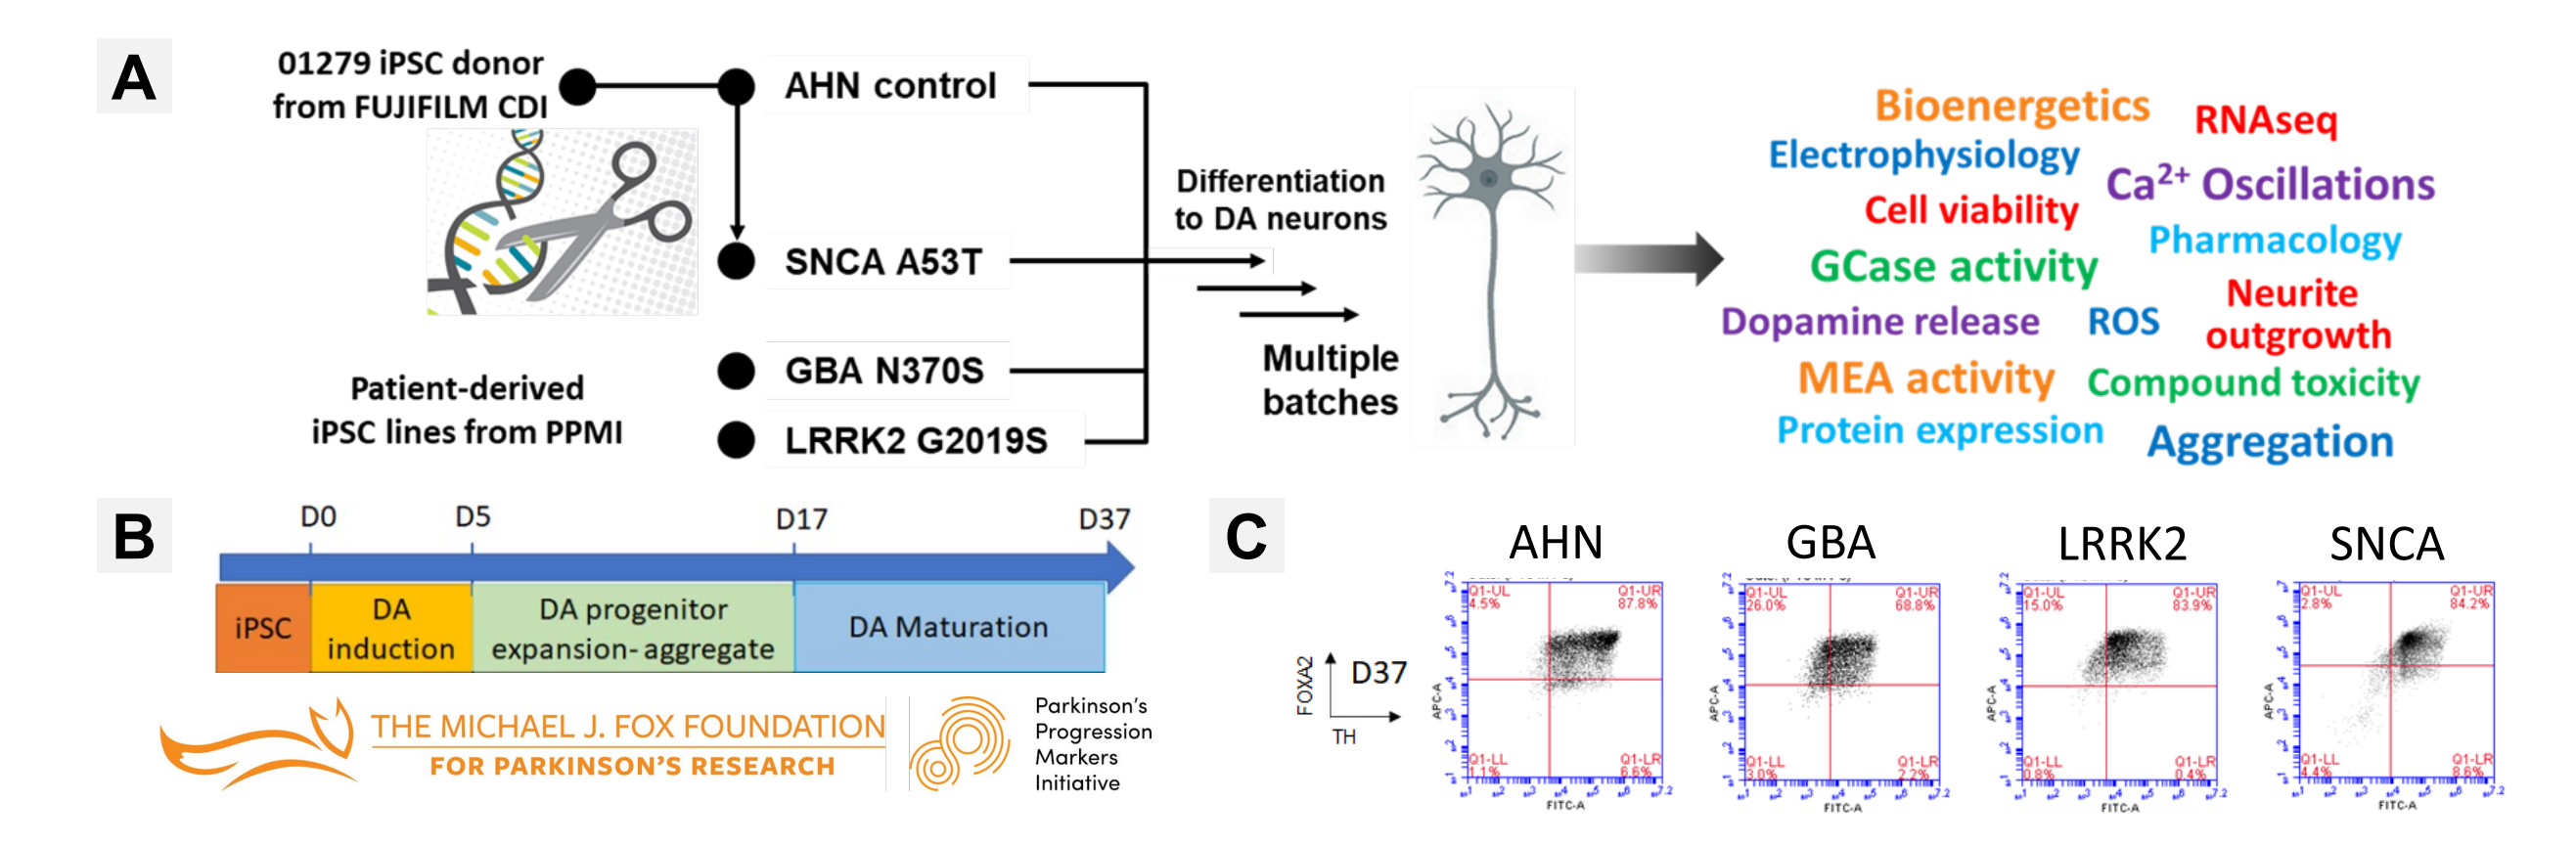 A
01279 iPSC donor
from FUJIFILM CDI
AHN control
SNCA A53T
Patient-derived
iPSC lines from PPMI
GBA N370S
LRRK2 G2019S
Differentiation
to DA neurons
Multiple
batches
Bioenergetics
RNAseq
Electrophysiology
Ca²⁺ Oscillations
Cell viability
Pharmacology
GCase activity
Neurite
outgrowth
Dopamine release
ROS
MEA activity
Compound toxicity
Protein expression
Aggregation
B
D0
D5
D17
D37
iPSC
DA
induction
DA progenitor
expansion- aggregate
DA Maturation
THE MICHAEL J. FOX FOUNDATION
FOR PARKINSON'S RESEARCH
Parkinson's
Progression
Markers
Initiative
C
FOXA2
D37
TH
AHN
Q1-UL
4.5%
Q1-UR
87.8%
Q1-LL
1.1%
Q1-LR
6.6%
APC-A
FITC-A
GBA
Q1-UL
26.0%
Q1-UR
68.8%
Q1-LL
3.0%
Q1-LR
2.2%
APC-A
FITC-A
LRRK2
Q1-UL
15.0%
Q1-UR
83.9%
Q1-LL
0.8%
Q1-LR
0.4%
APC-A
FITC-A
SNCA
Q1-UL
2.8%
Q1-UR
84.2%
Q1-LL
4.4%
Q1-LR
8.6%
APC-A
FITC-A